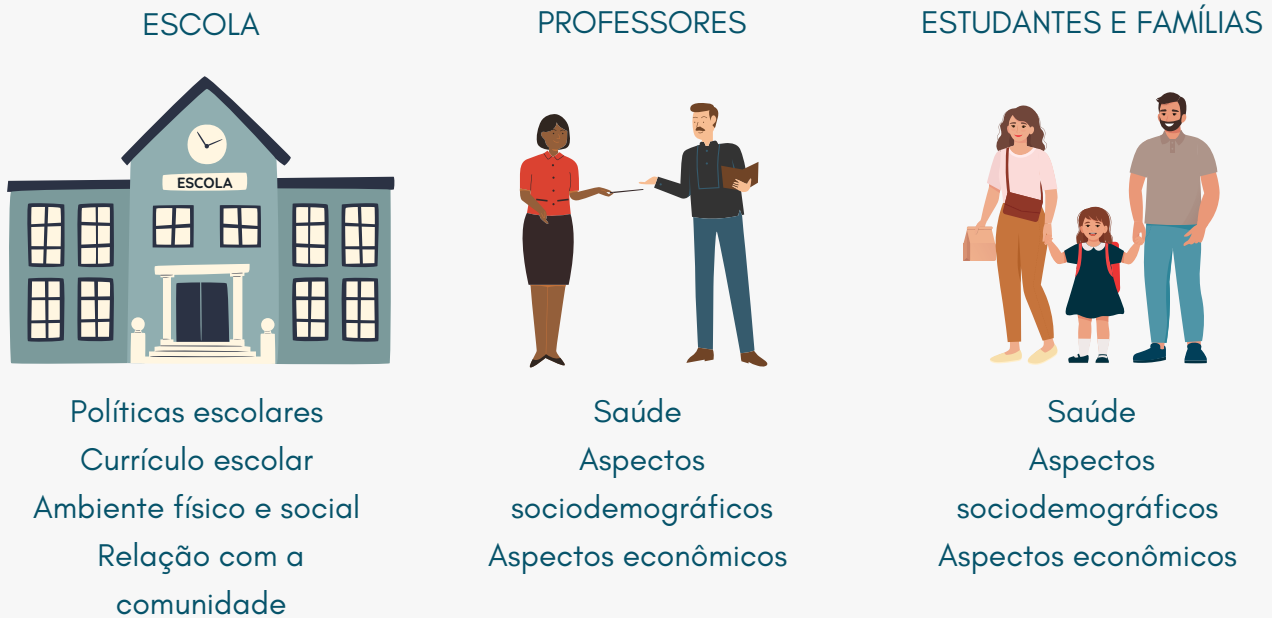 ESCOLA
ESCOLA
Políticas escolares
Currículo escolar
Ambiente físico e social
Relação com a
comunidade
PROFESSORES
Saúde
Aspectos
sociodemográficos
Aspectos econômicos
ESTUDANTES E FAMÍLIAS
Saúde
Aspectos
sociodemográficos
Aspectos econômicos